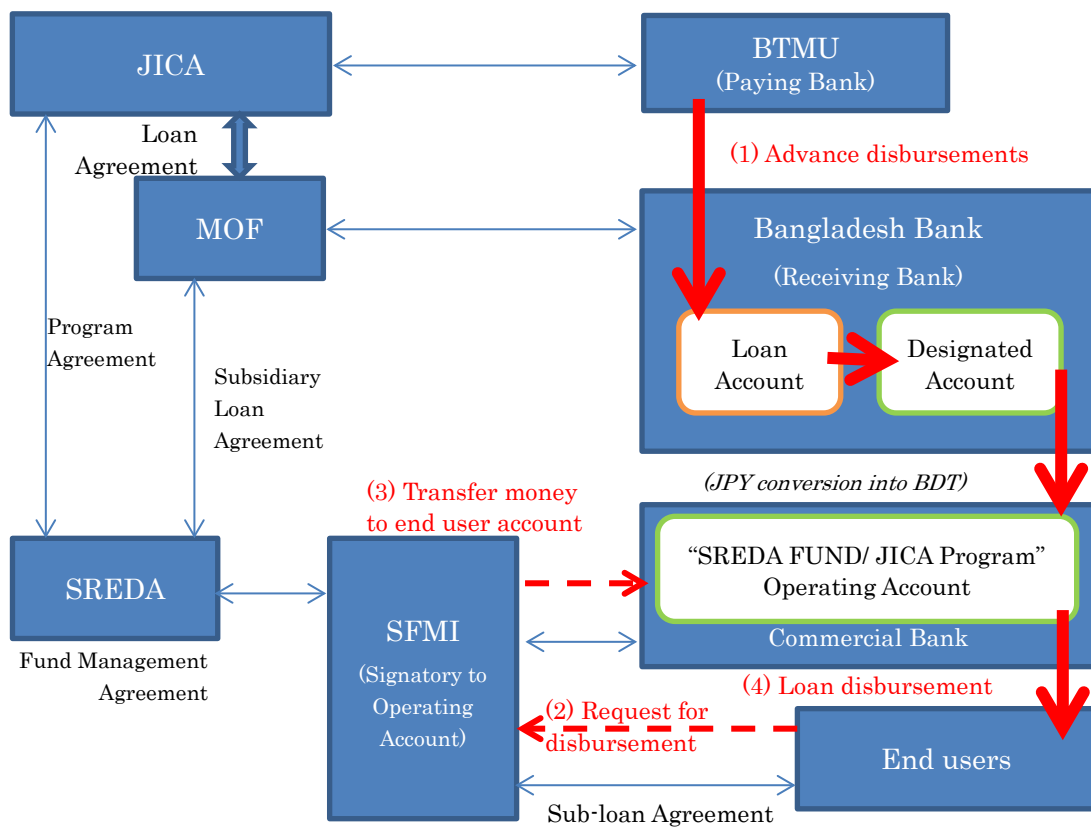 JICA
BTMU
(Paying Bank)
Loan
Agreement
(1) Advance disbursements
MOF
Bangladesh Bank
(Receiving Bank)
Loan
Account
Designated
Account
Program
Agreement
Subsidiary
Loan
Agreement
(JPY conversion into BDT)
(3) Transfer money
to end user account
“SREDA FUND/ JICA Program”
Operating Account
Commercial Bank
SREDA
SFMI
(Signatory to
Operating
Account)
Fund Management
Agreement
(4) Loan disbursement
(2) Request for
disbursement
End users
Sub-loan Agreement